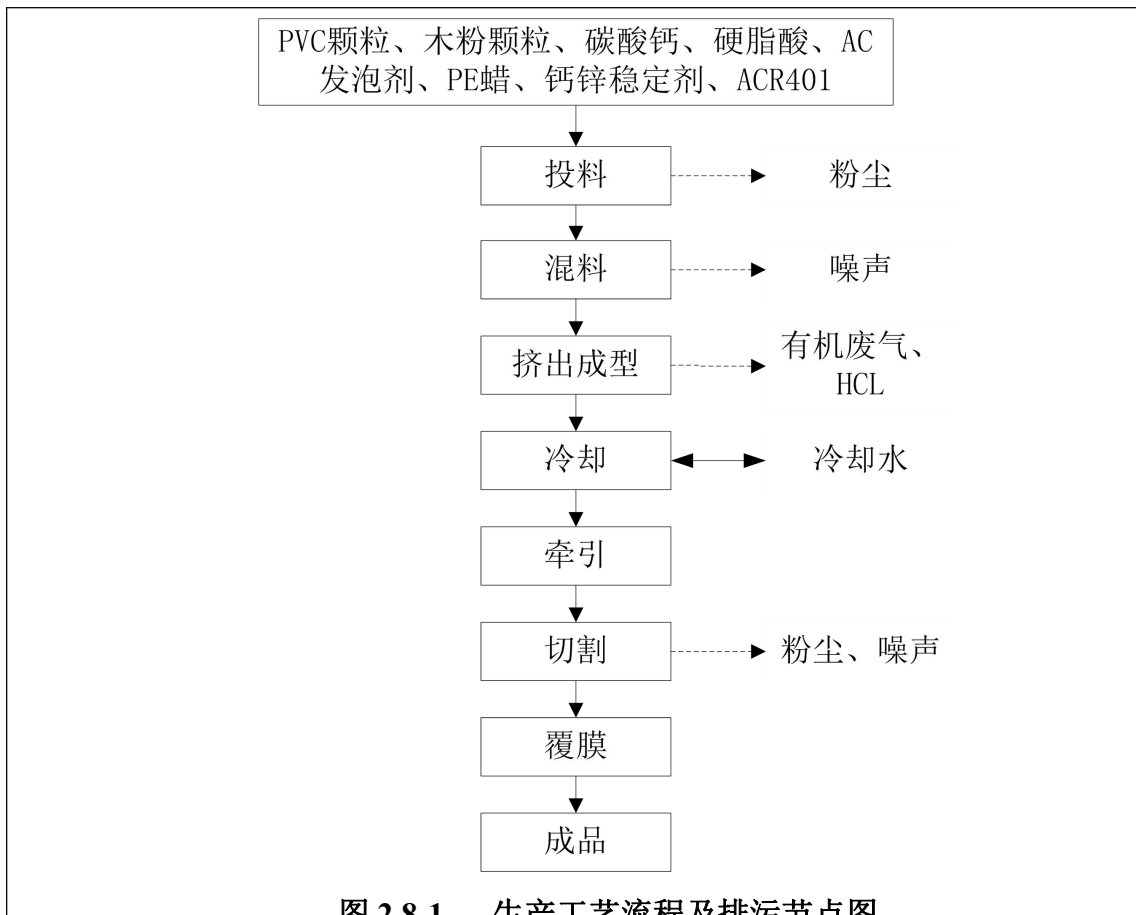 PVC颗粒、木粉颗粒、碳酸钙、硬脂酸、AC
发泡剂、PE蜡、钙锌稳定剂、ACR401
投料
粉尘
混料
噪声
挤出成型
有机废气、
HCL
冷却
冷却水
牵引
切割
粉尘、噪声
覆膜
成品
图 2.8-1 生产工艺流程及排污节点图